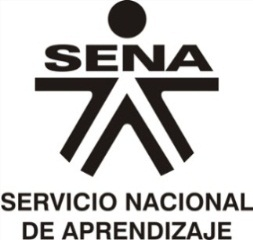 SENA
SERVICIO NACIONAL
DE APRENDIZAJE